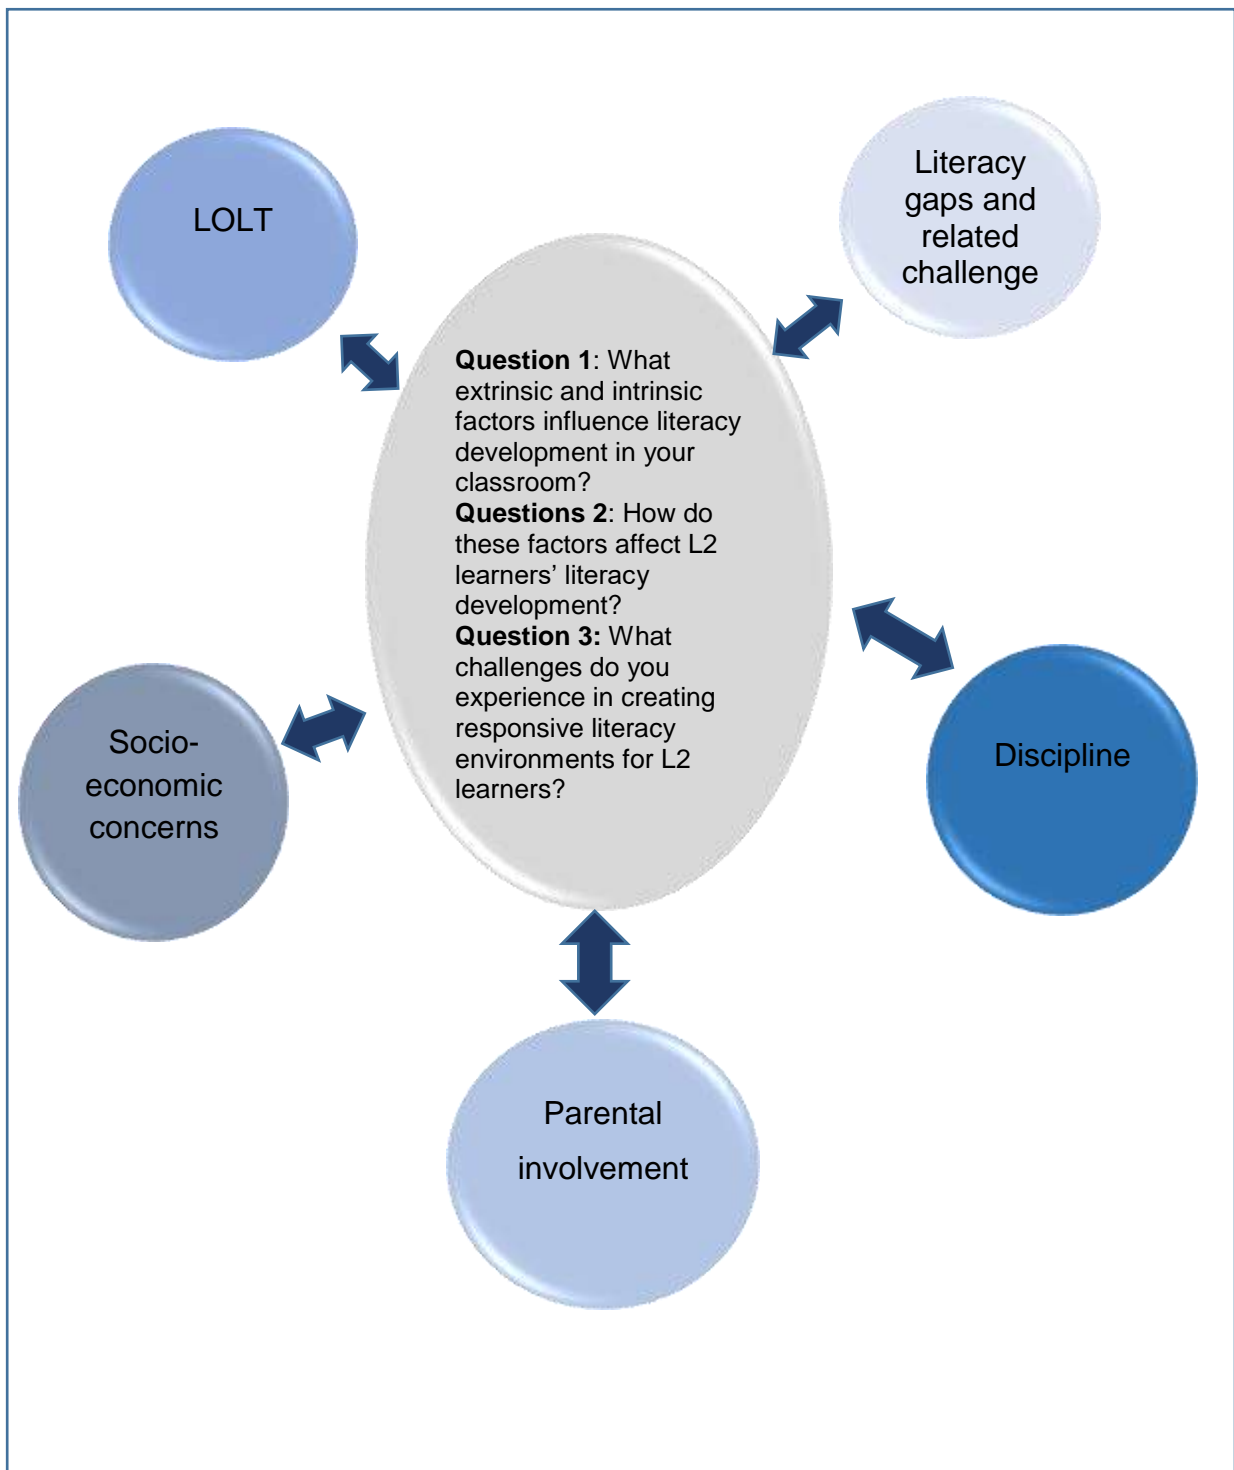 LOLT
Literacy
gaps and
related
challenge
Question 1: What
extrinsic and intrinsic
factors influence literacy
development in your
classroom?
Questions 2: How do
these factors affect L2
learners’ literacy
development?
Question 3: What
challenges do you
experience in creating
responsive literacy
environments for L2
learners?
Socio-
economic
concerns
Discipline
Parental
involvement